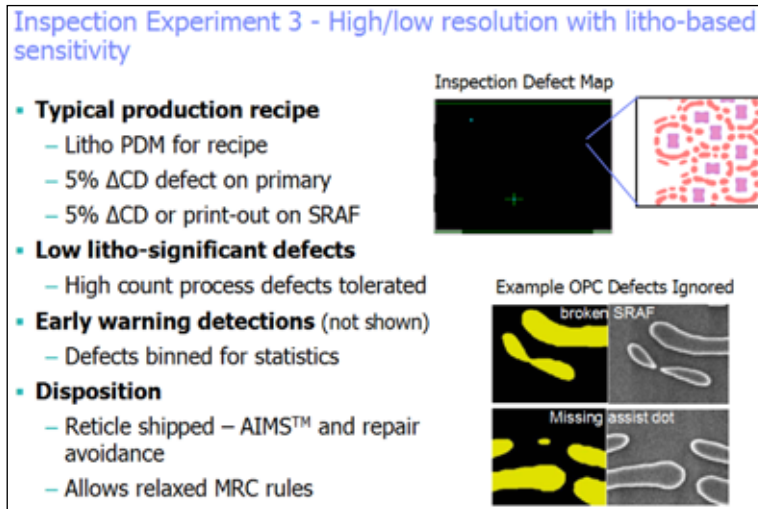 Inspection Experiment 3 - High/low resolution with litho-based
sensitivity
Inspection Defect Map
▪ Typical production recipe
– Litho PDM for recipe
– 5% ΔCD defect on primary
– 5% ΔCD or print-out on SRAF
▪ Low litho-significant defects
– High count process defects tolerated
▪ Early warning detections (not shown)
– Defects binned for statistics
▪ Disposition
– Reticle shipped – AIMS™ and repair
avoidance
– Allows relaxed MRC rules
Example OPC Defects Ignored
broken SRAF
Missing assist dot